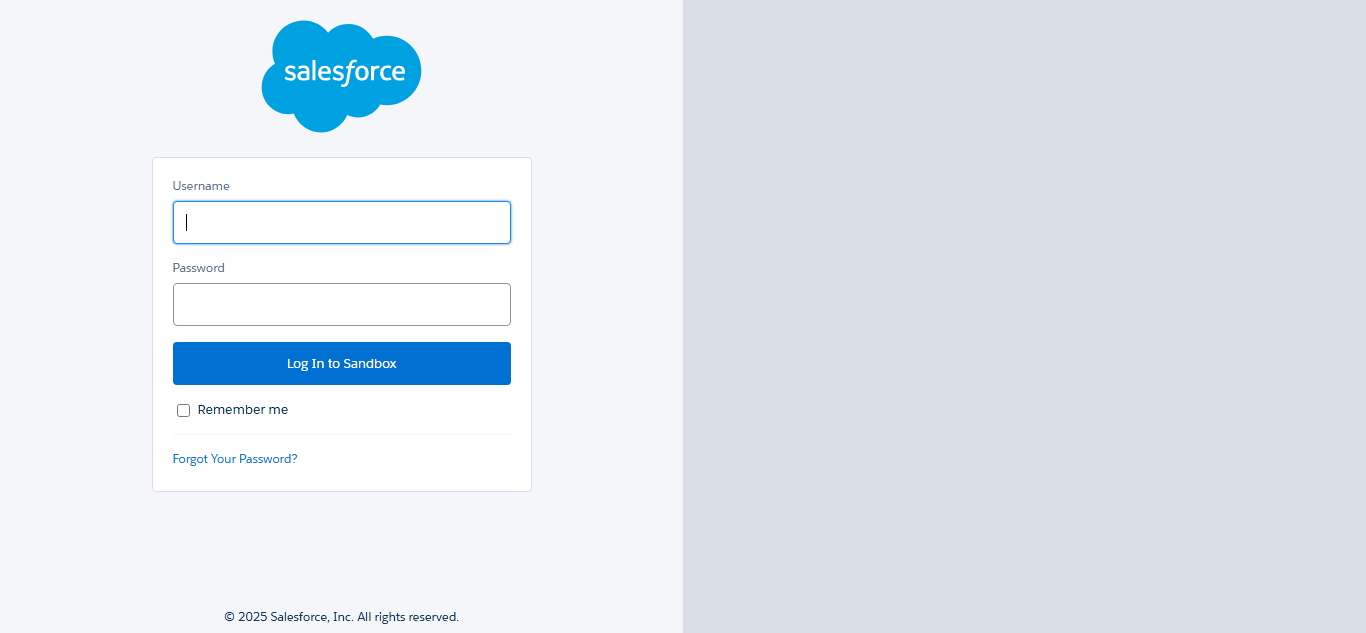 salesforce
Username
Password
Log In to Sandbox
Remember me
Forgot Your Password?
© 2025 Salesforce, Inc. All rights reserved.